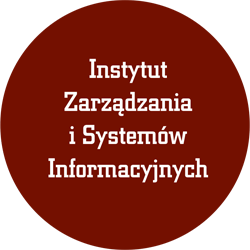 Instytut
Zarządzania
i Systemów
Informacyjnych